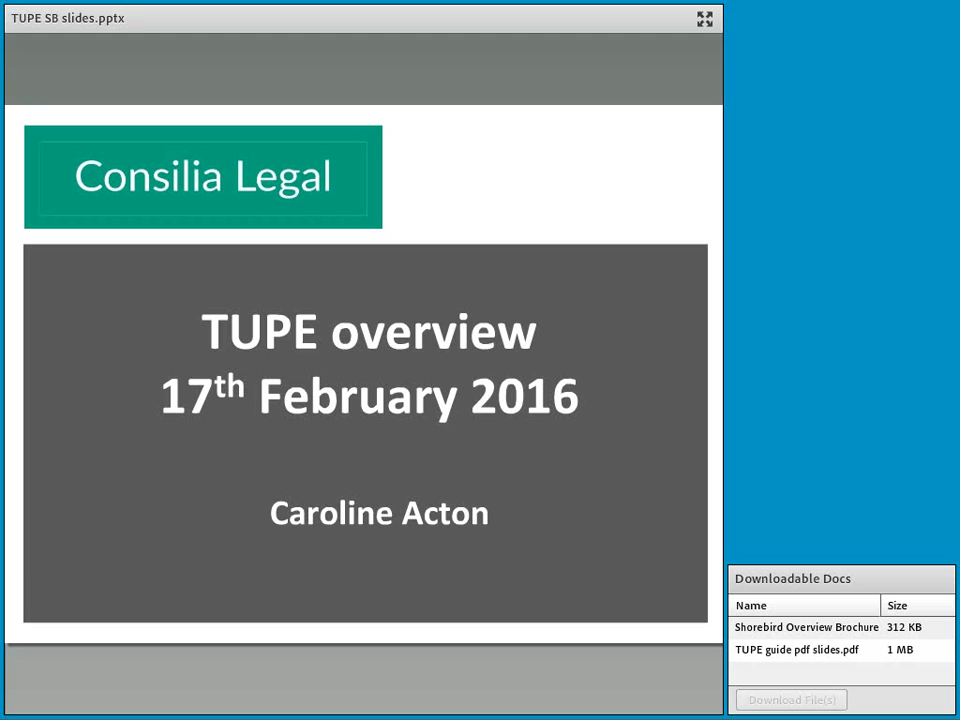 TUPE SB slides.pptx
Consilia Legal
TUPE overview
17th February 2016
Caroline Acton
Downloadable Docs
Name Size
Shorebird Overview Brochure 312 KB
TUPE guide pdf slides.pdf 1 MB
Download File(s)